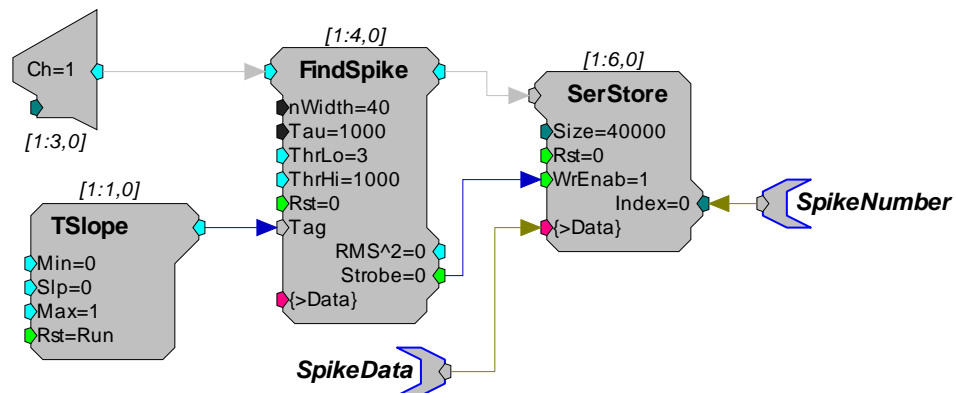 Ch=1
[1:3,0]
[1:1,0]
TSlope
Min=0
Slp=0
Max=1
Rst=Run
[1:4,0]
FindSpike
nWidth=40
Tau=1000
ThrLo=3
ThrHi=1000
Rst=0
Tag
RMS^2=0
Strobe=0
{>Data}
[1:6,0]
SerStore
Size=40000
Rst=0
WrEnab=1
Index=0
{>Data}
SpikeNumber
SpikeData